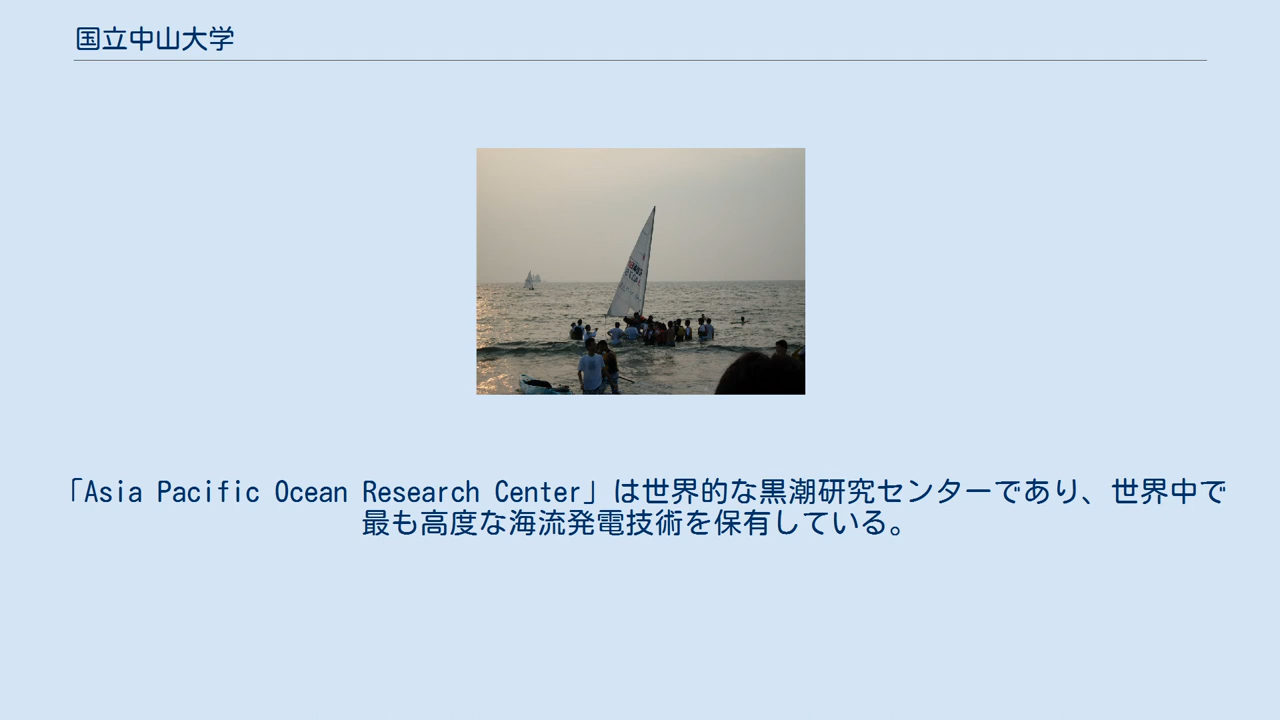 国立中山大学
「Asia Pacific Ocean Research Center」は世界的な黒潮研究センターであり、世界中で
最も高度な海流発電技術を保有している。